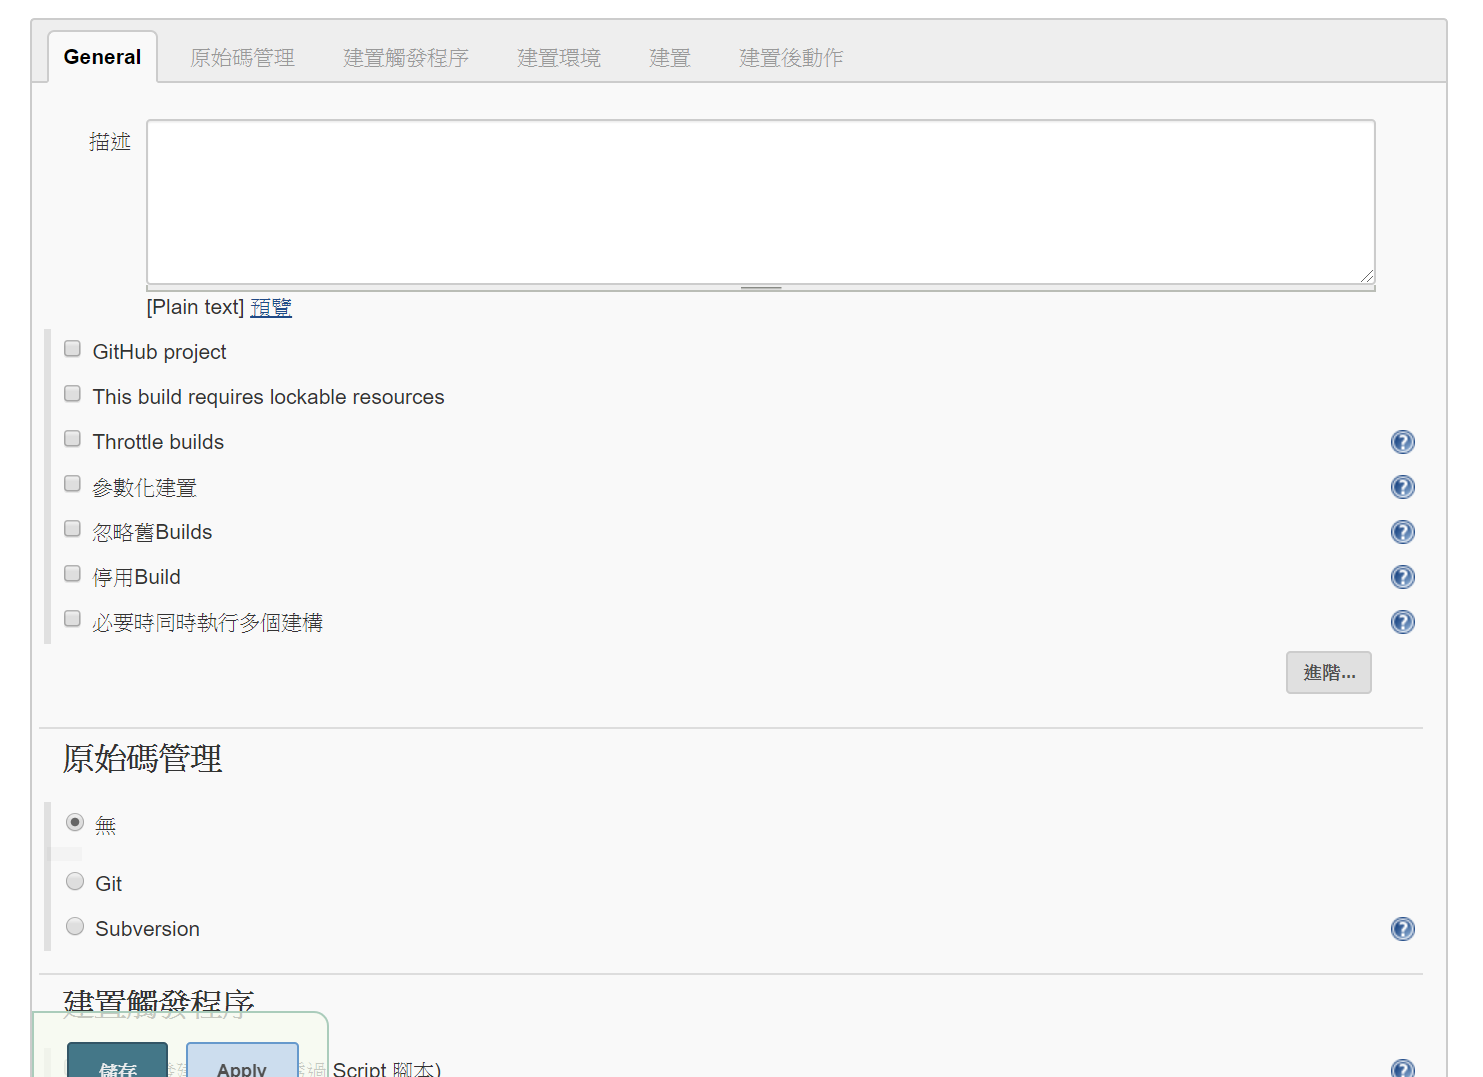 General 原始碼管理 建置觸發程序 建置環境 建置 建置後動作
描述
[Plain text] 預覽
GitHub project
This build requires lockable resources
Throttle builds
參數化建置
忽略舊Builds
停用Build
必要時同時執行多個建構
進階...
原始碼管理
無
Git
Subversion
建置觸發程序
儲存 Apply 透過 Script 腳本)